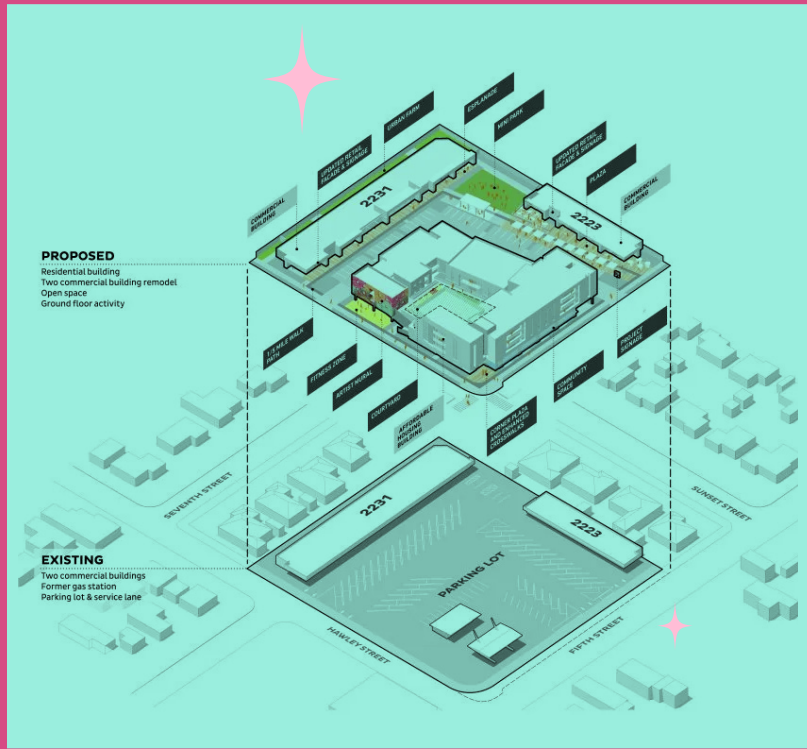 URBAN FARM
ESPLANADE
MINI PARK
UPDATED RETAIL
FACADE & SIGNAGE
UPDATED RETAIL
FACADE & SIGNAGE
PLAZA
COMMERCIAL
BUILDING
COMMERCIAL
BUILDING
2231
2223
PROPOSED
Residential building
Two commercial building remodel
Open space
Ground floor activity
1/5 MILE WALK
PATH
FITNESS ZONE
ARTIST MURAL
COURTYARD
AFFORDABLE
HOUSING
BUILDING
CORNER PLAZA
AND ENHANCED
CROSSWALKS
COMMUNITY
SPACE
PROJECT
SIGNAGE
SEVENTH STREET
SUNSET STREET
2231
2223
PARKING LOT
EXISTING
Two commercial buildings
Former gas station
Parking lot & service lane
HAWLEY STREET
FIFTH STREET